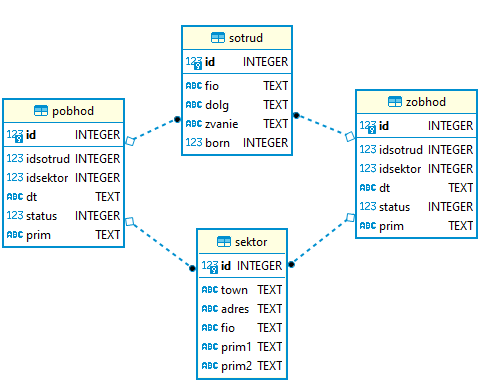 sotrud
123 id INTEGER
ABC fio TEXT
ABC dolg TEXT
ABC zvanie TEXT
123 born INTEGER
pobhod
123 id INTEGER
123 idsotrud INTEGER
123 idsektor INTEGER
ABC dt TEXT
123 status INTEGER
ABC prim TEXT
zobhod
123 id INTEGER
123 idsotrud INTEGER
123 idsektor INTEGER
ABC dt TEXT
123 status INTEGER
ABC prim TEXT
sektor
123 id INTEGER
ABC town TEXT
ABC adres TEXT
ABC fio TEXT
ABC prim1 TEXT
ABC prim2 TEXT